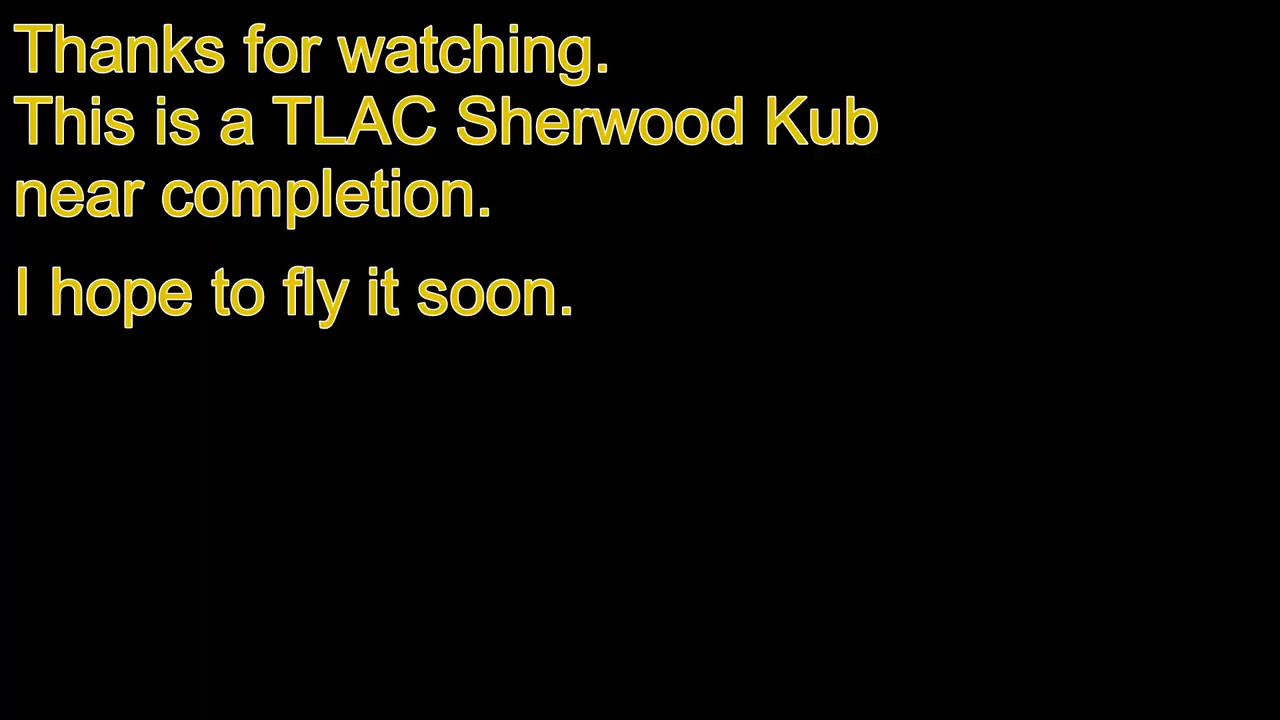 Thanks for watching.
This is a TLAC Sherwood Kub
near completion.
I hope to fly it soon.